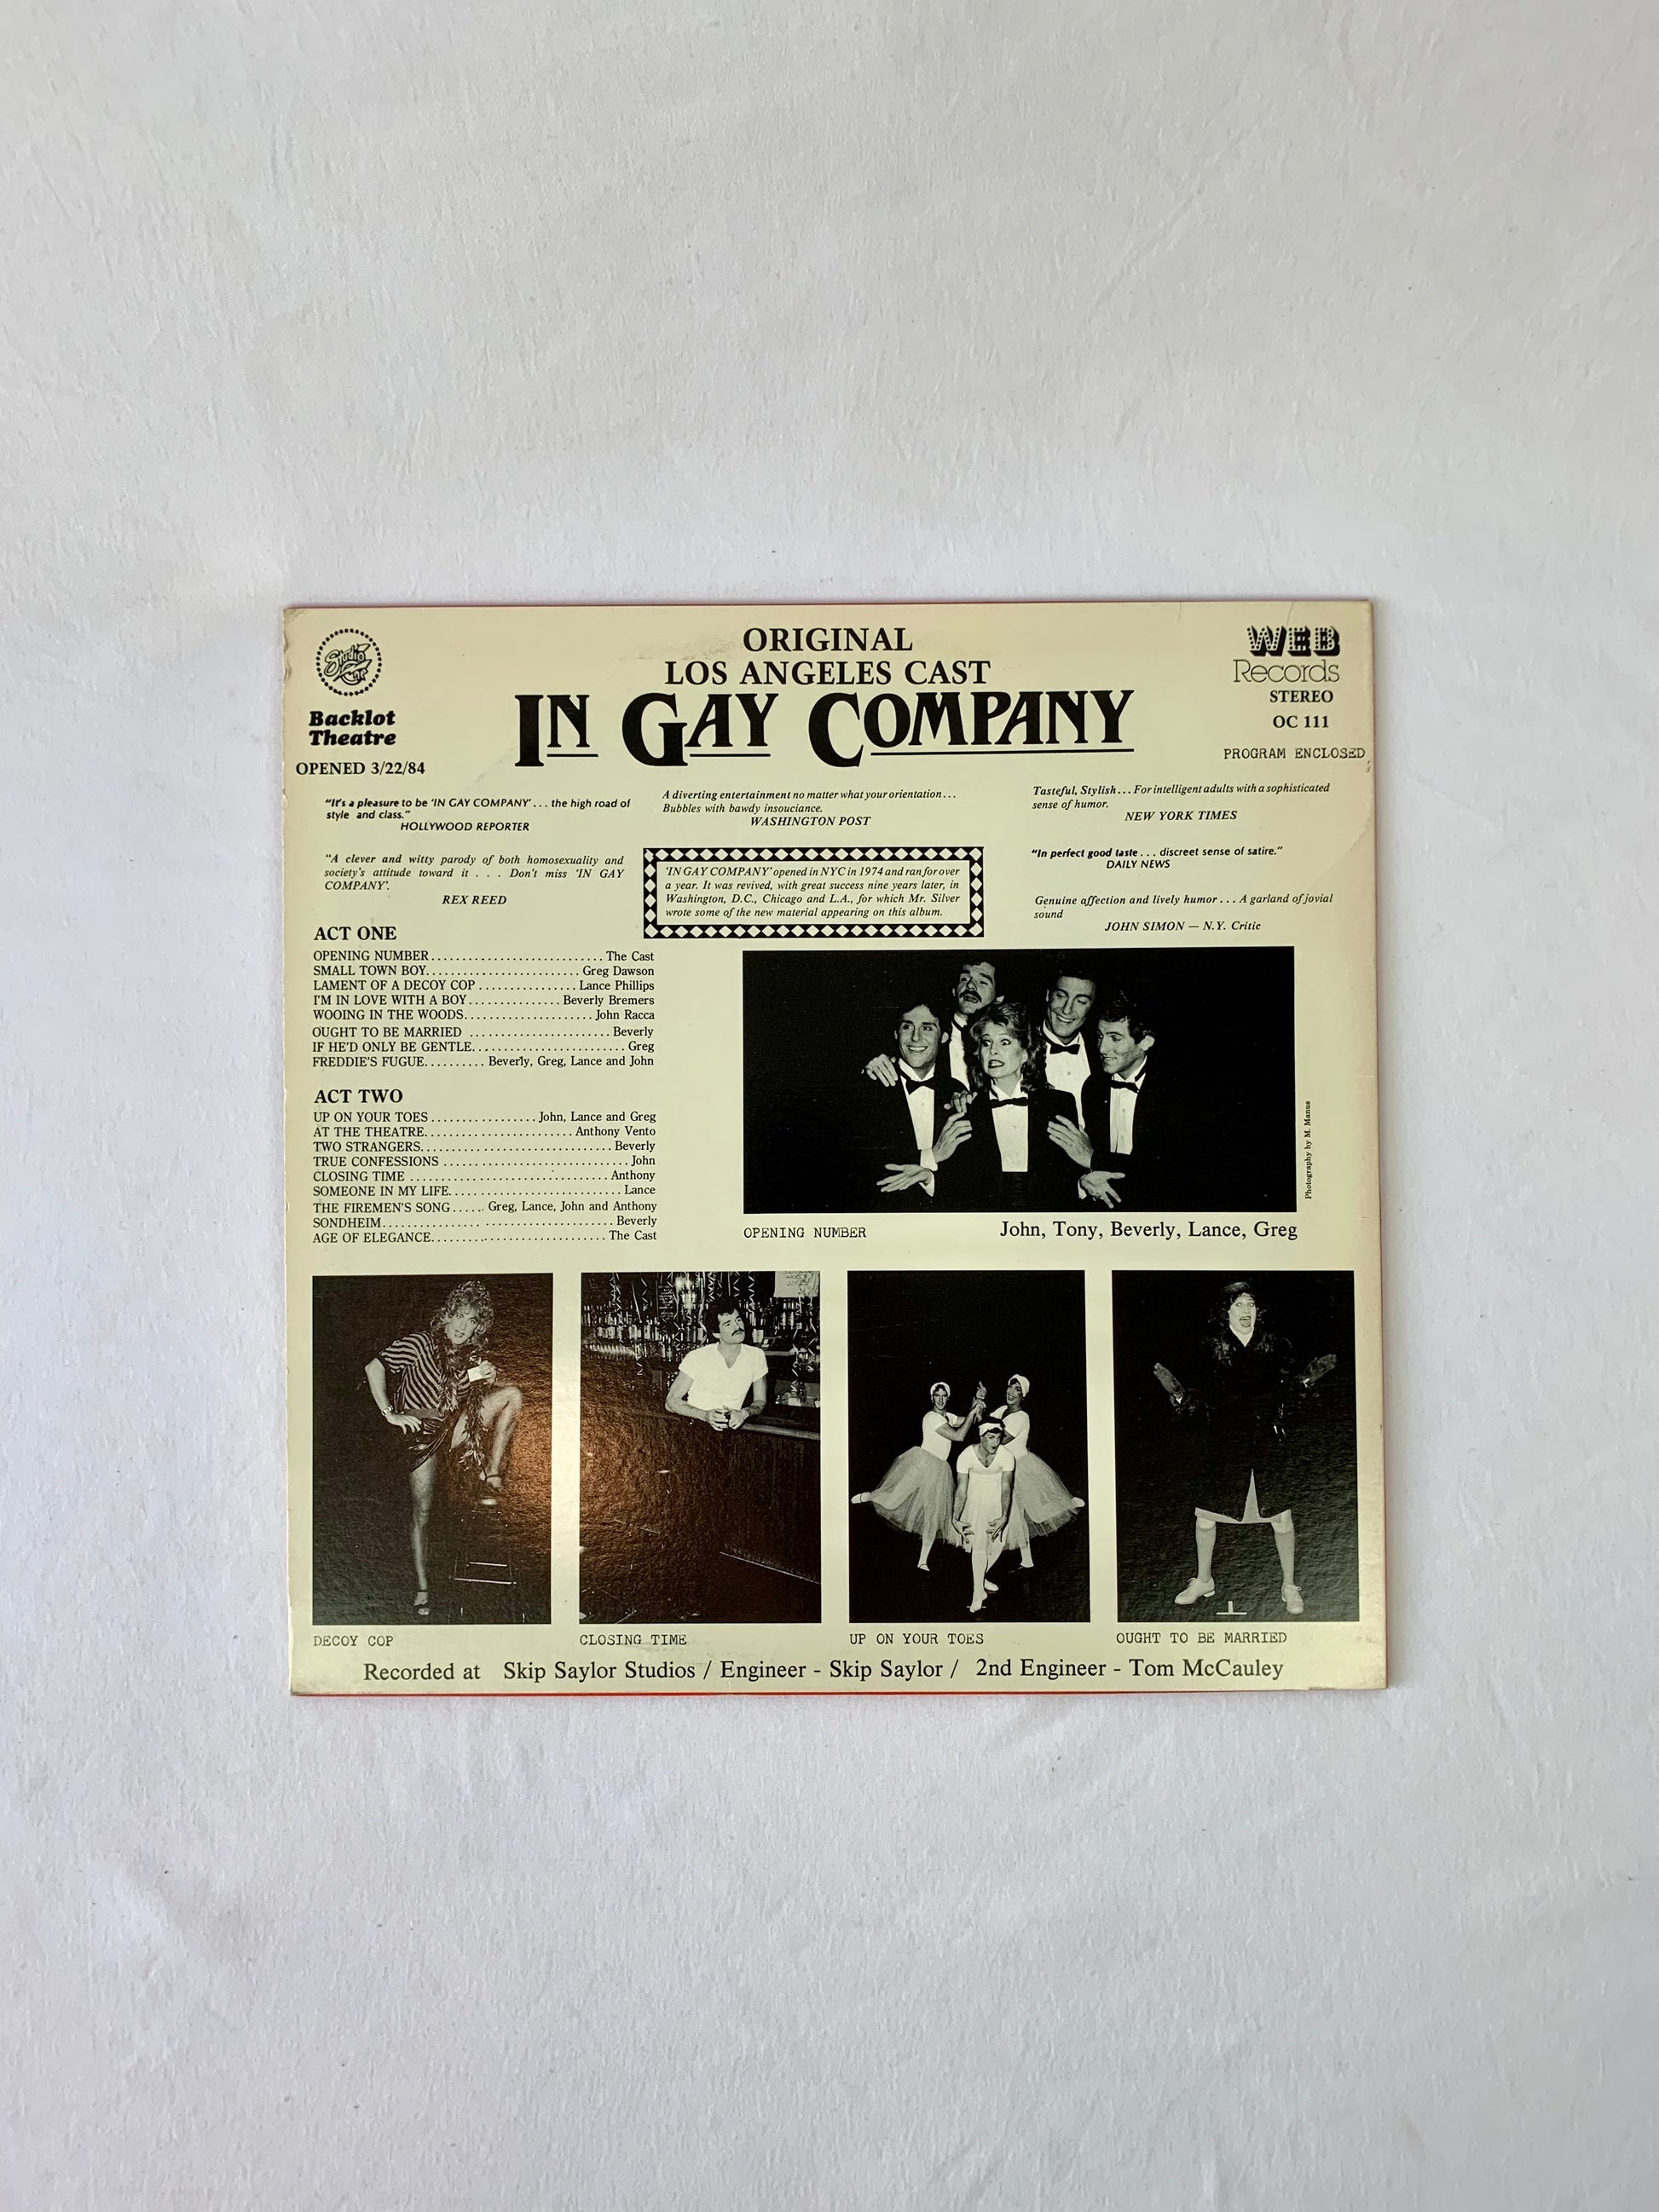 Studio One
Backlot
Theatre
OPENED 3/22/84
ORIGINAL
LOS ANGELES CAST
IN GAY COMPANY
WEB
Records
STEREO
OC 111
PROGRAM ENCLOSED
"It's a pleasure to be 'IN GAY COMPANY' . . . the high road of
style and class."
HOLLYWOOD REPORTER
A diverting entertainment no matter what your orientation . . .
Bubbles with bawdy insouciance.
WASHINGTON POST
Tasteful, Stylish . . . For intelligent adults with a sophisticated
sense of humor.
NEW YORK TIMES
"A clever and witty parody of both homosexuality and
society's attitude toward it . . . Don't miss 'IN GAY
COMPANY'.
REX REED
'IN GAY COMPANY' opened in NYC in 1974 and ran for over
a year. It was revived, with great success nine years later, in
Washington, D.C., Chicago and L.A., for which Mr. Silver
wrote some of the new material appearing on this album.
"In perfect good taste . . . discreet sense of satire."
DAILY NEWS
Genuine affection and lively humor . . . A garland of jovial
sound
JOHN SIMON — N.Y. Critic
ACT ONE
OPENING NUMBER . . . . . . . . . . The Cast
SMALL TOWN BOY . . . . . . . . . . Greg Dawson
LAMENT OF A DECOY COP . . . . . . . . . . Lance Phillips
I'M IN LOVE WITH A BOY . . . . . . . . . . Beverly Bremers
WOOING IN THE WOODS . . . . . . . . . . John Racca
OUGHT TO BE MARRIED . . . . . . . . . . Beverly
IF HE'D ONLY BE GENTLE . . . . . . . . . . Greg
FREDDIE'S FUGUE . . . . . . . . . . Beverly, Greg, Lance and John
ACT TWO
UP ON YOUR TOES . . . . . . . . . . John, Lance and Greg
AT THE THEATRE . . . . . . . . . . Anthony Vento
TWO STRANGERS . . . . . . . . . . Beverly
TRUE CONFESSIONS . . . . . . . . . . John
CLOSING TIME . . . . . . . . . . Anthony
SOMEONE IN MY LIFE . . . . . . . . . . Lance
THE FIREMEN'S SONG . . . . . Greg, Lance, John and Anthony
SONDHEIM . . . . . . . . . . Beverly
AGE OF ELEGANCE . . . . . . . . . . The Cast
Photography by M. Manus
OPENING NUMBER
John, Tony, Beverly, Lance, Greg
DECOY COP
CLOSING TIME
UP ON YOUR TOES
OUGHT TO BE MARRIED
Recorded at Skip Saylor Studios / Engineer - Skip Saylor / 2nd Engineer - Tom McCauley